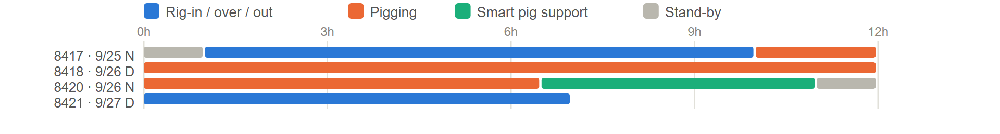 Rig-in / over / out Pigging Smart pig support Stand-by
0h 3h 6h 9h 12h
8417 · 9/25 N
8418 · 9/26 D
8420 · 9/26 N
8421 · 9/27 D